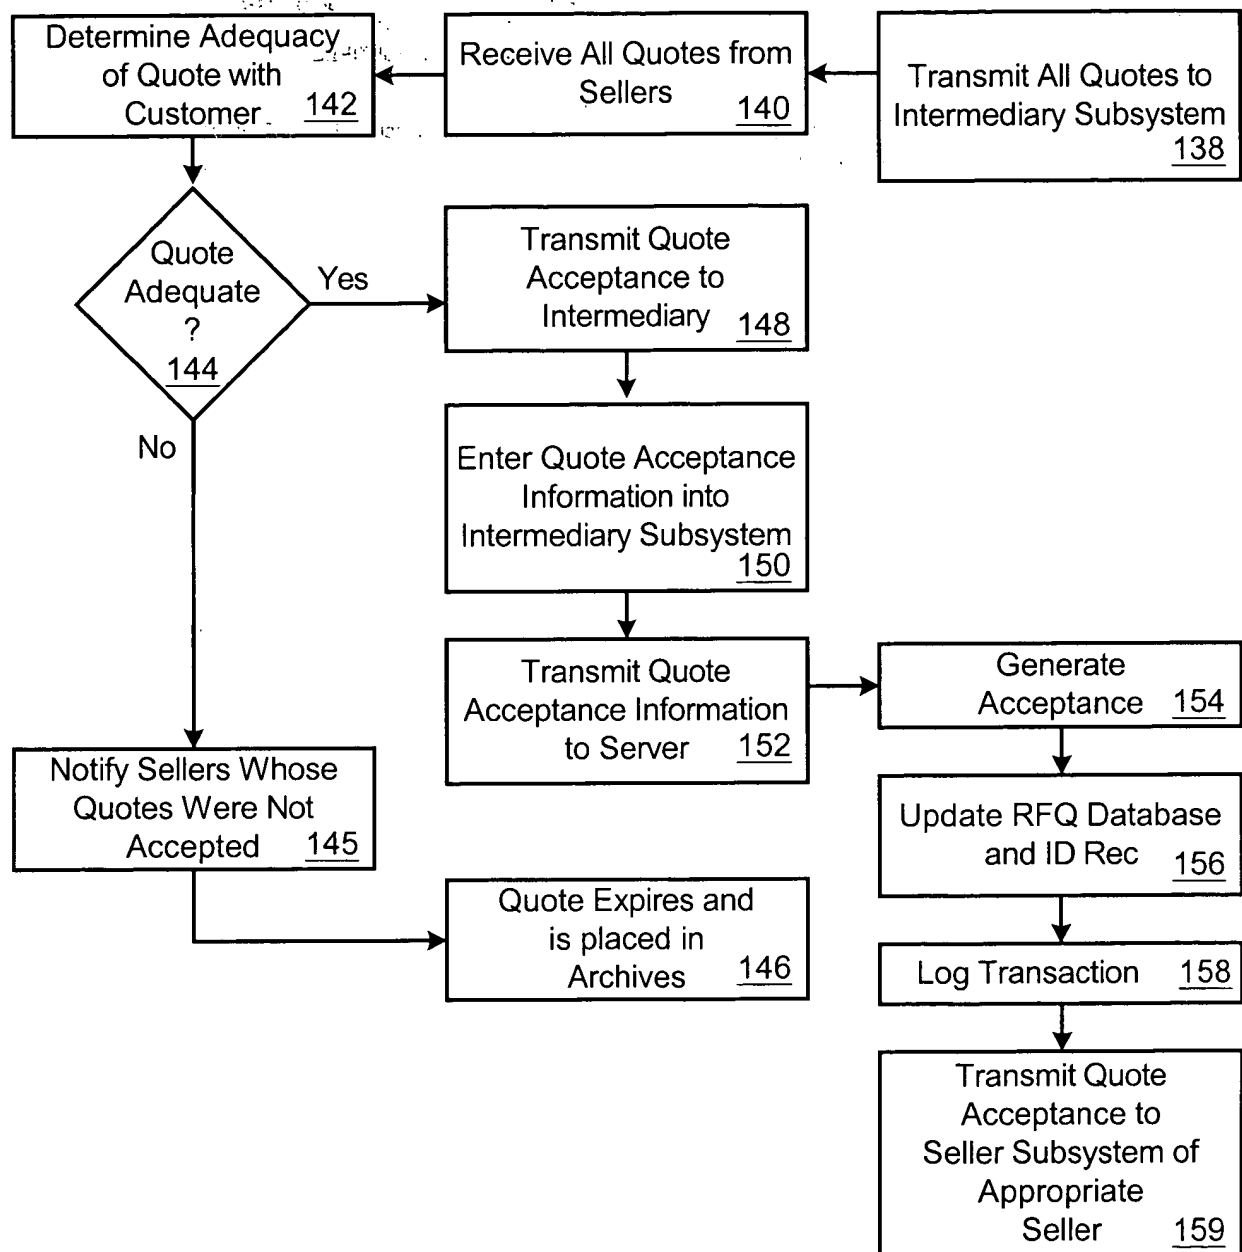 Determine Adequacy
of Quote with
Customer 142
Receive All Quotes from
Sellers 140
Transmit All Quotes to
Intermediary Subsystem
138
Quote
Adequate
?
144
Yes
No
Transmit Quote
Acceptance to
Intermediary 148
Enter Quote Acceptance
Information into
Intermediary Subsystem
150
Transmit Quote
Acceptance Information
to Server 152
Generate
Acceptance 154
Update RFQ Database
and ID Rec 156
Log Transaction 158
Transmit Quote
Acceptance to
Seller Subsystem of
Appropriate
Seller 159
Notify Sellers Whose
Quotes Were Not
Accepted 145
Quote Expires and
is placed in
Archives 146